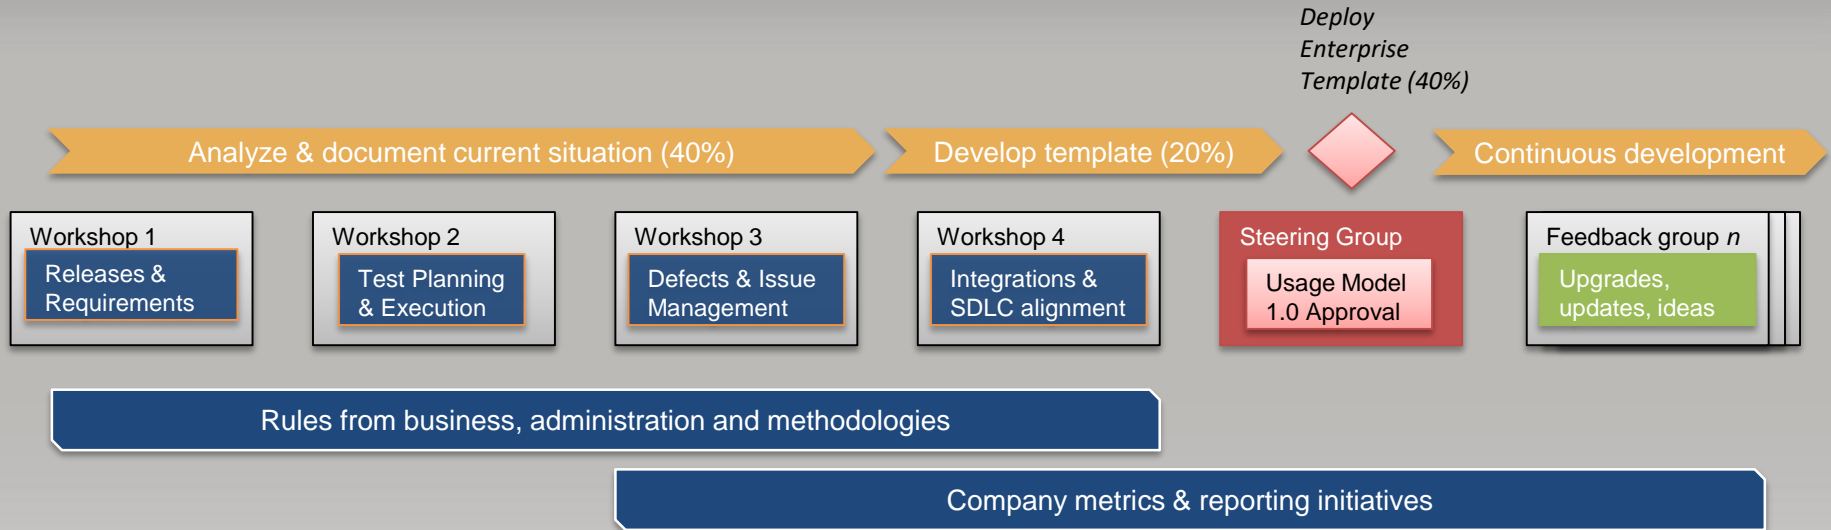 Deploy
Enterprise
Template (40%)
Analyze & document current situation (40%)
Develop template (20%)
Continuous development
Workshop 1
Releases &
Requirements
Workshop 2
Test Planning
& Execution
Workshop 3
Defects & Issue
Management
Workshop 4
Integrations &
SDLC alignment
Steering Group
Usage Model
1.0 Approval
Feedback group n
Upgrades,
updates, ideas
Rules from business, administration and methodologies
Company metrics & reporting initiatives